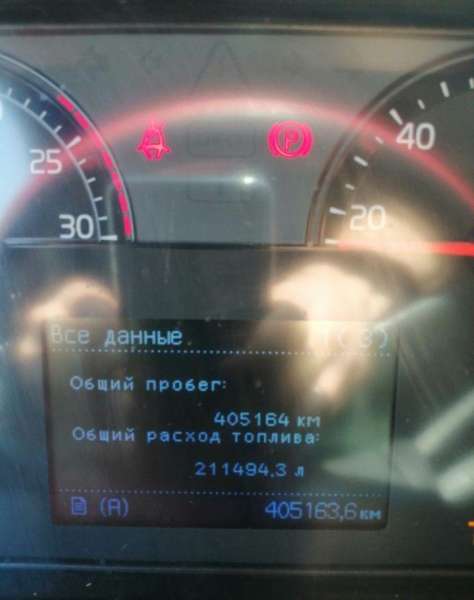 25
30
P
40
20
Все данные 1(3)
Общий пробег:
405164 км
Общий расход топлива:
211494.3 л
(A) 405163,6 км